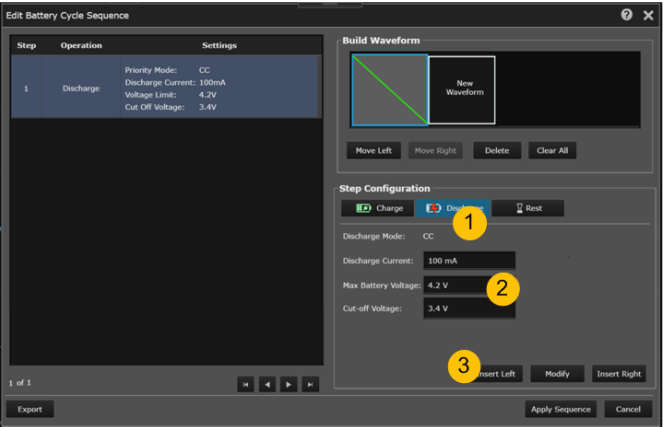 Edit Battery Cycle Sequence
Step Operation Settings
1 Discharge
Priority Mode: CC
Discharge Current: 100mA
Voltage Limit: 4.2V
Cut Off Voltage: 3.4V
1 of 1
Export
Build Waveform
New
Waveform
Move Left Move Right Delete Clear All
Step Configuration
Charge Discharge Rest
1
Discharge Mode: CC
Discharge Current: 100 mA
Max Battery Voltage: 4.2 V
2
Cut-off Voltage: 3.4 V
3
Insert Left Modify Insert Right
Apply Sequence Cancel